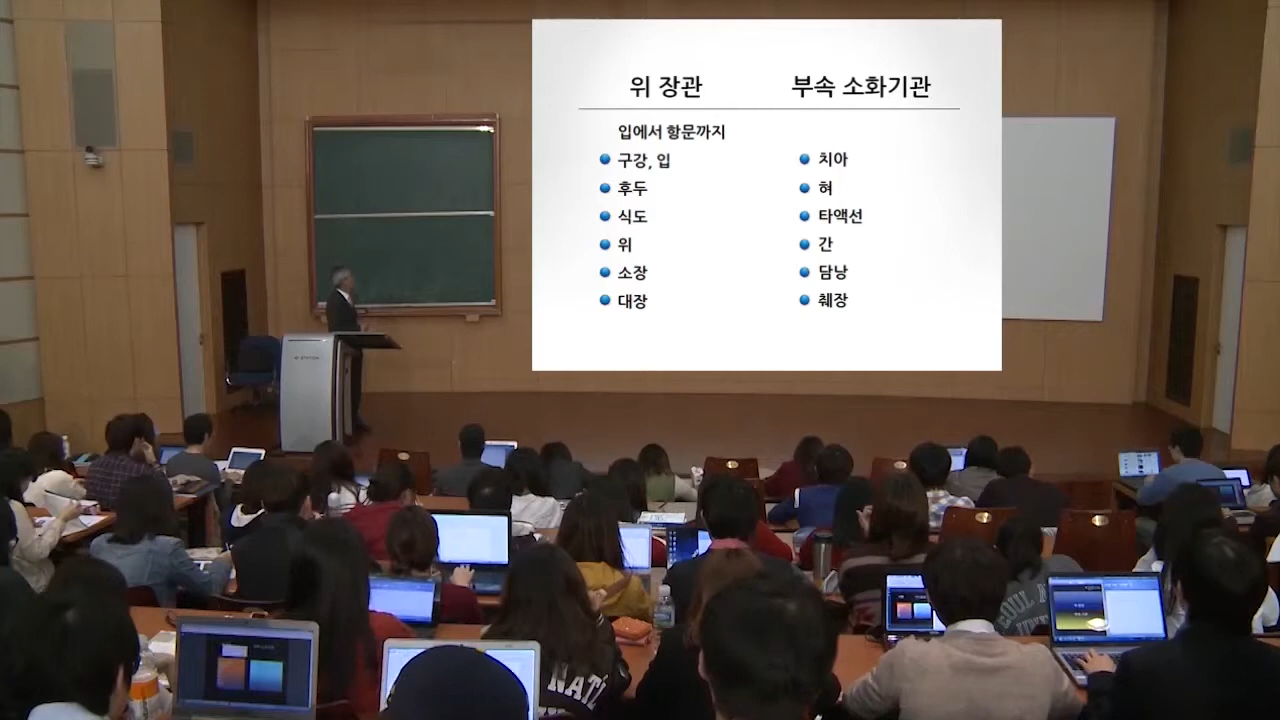 위 장관
부속 소화기관
입에서 항문까지
구강, 입
후두
식도
위
소장
대장
치아
혀
타액선
간
담낭
췌장
NATI